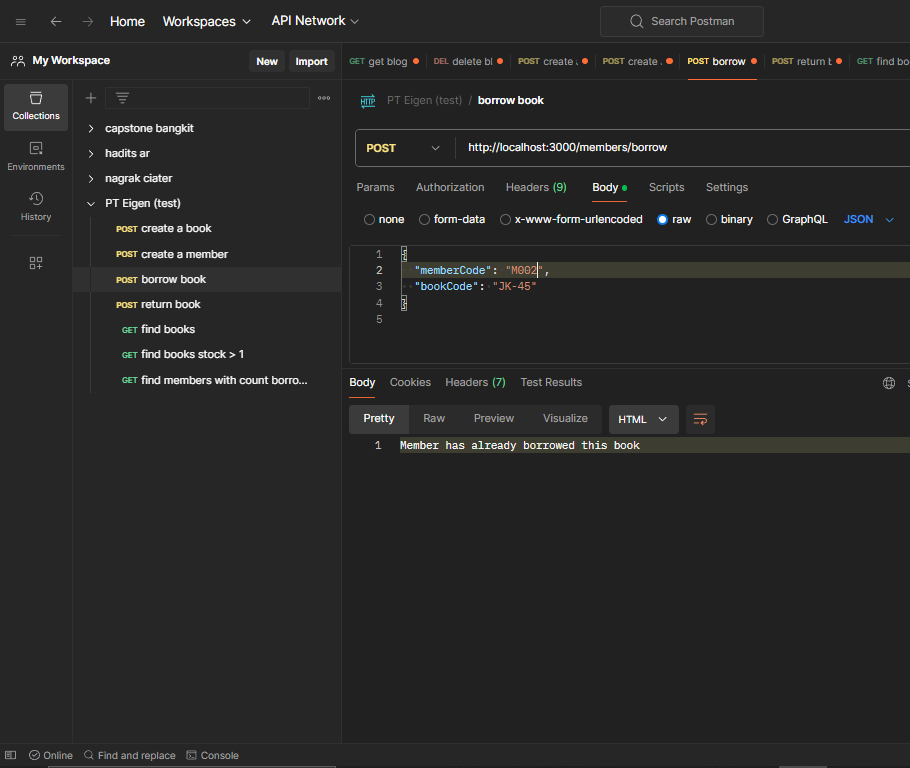 Home Workspaces API Network Search Postman
My Workspace New Import
GET get blog DEL delete bl POST create POST create POST borrow POST return GET find bo
Collections
Environments
History
capstone bangkit
hadits ar
nagrak ciater
PT Eigen (test)
POST create a book
POST create a member
POST borrow book
POST return book
GET find books
GET find books stock > 1
GET find members with count borro...
HTTP PT Eigen (test) / borrow book
POST http://localhost:3000/members/borrow
Params Authorization Headers (9) Body Scripts Settings
none form-data x-www-form-urlencoded raw binary GraphQL JSON
1 {
2 "memberCode": "M002",
3 "bookCode": "JK-45"
4 }
5
Body Cookies Headers (7) Test Results
Pretty Raw Preview Visualize HTML
1 Member has already borrowed this book
Online Find and replace Console